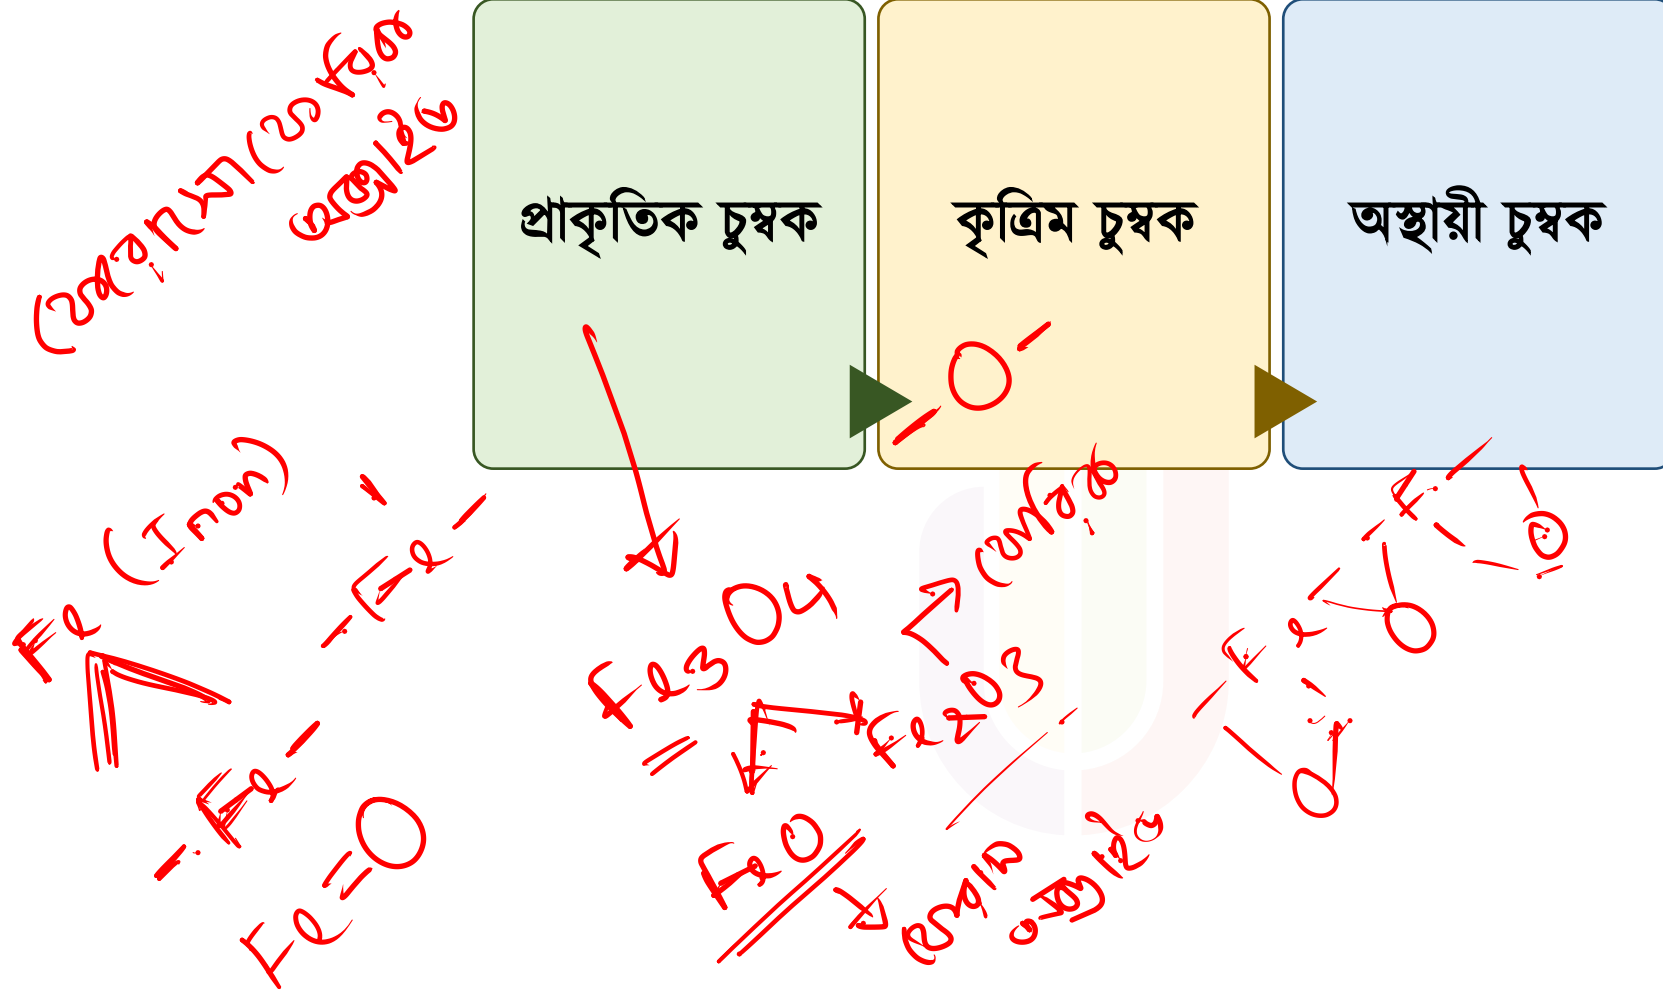 ফেরোসোফেরিক
অক্সাইড
প্রাকৃতিক চুম্বক
কৃত্রিম চুম্বক
অস্থায়ী চুম্বক
-O-
Fe (Iron)
-Fe-
Fe3O4
ফেরিক
Fe2O3
-Fe-
Fe=O
FeO
ফেরাস
অক্সাইড
-F-
O
O
-Fe-
O